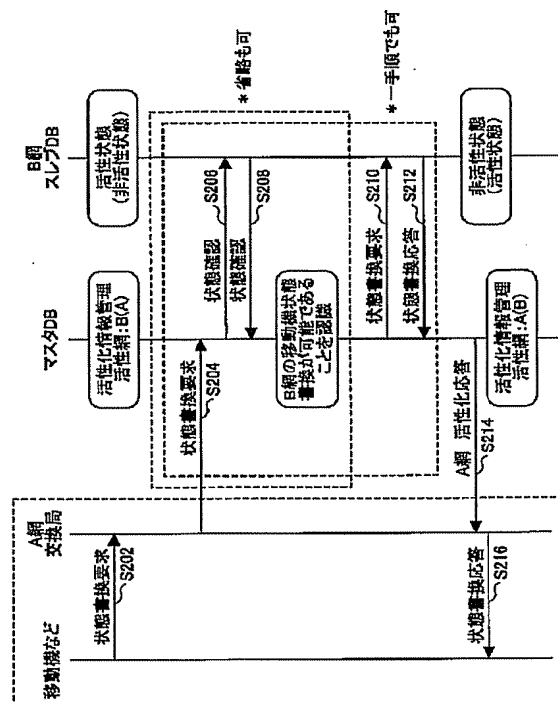 移動機など
A網
交換局
マスタDB
B網
スレブDB
活性化情報管理
活性網:B(A)
活性状態
(非活性状態)
状態書換要求
S202
状態書換要求
S204
状態確認
S206
状態確認
S208
*省略も可
B網の移動機状態
書換が可能である
ことを認識
状態書換要求
S210
状態書換応答
S212
*一手順でも可
A網 活性化応答
S214
活性化情報管理
活性網:A(B)
非活性状態
(活性状態)
状態書換応答
S216